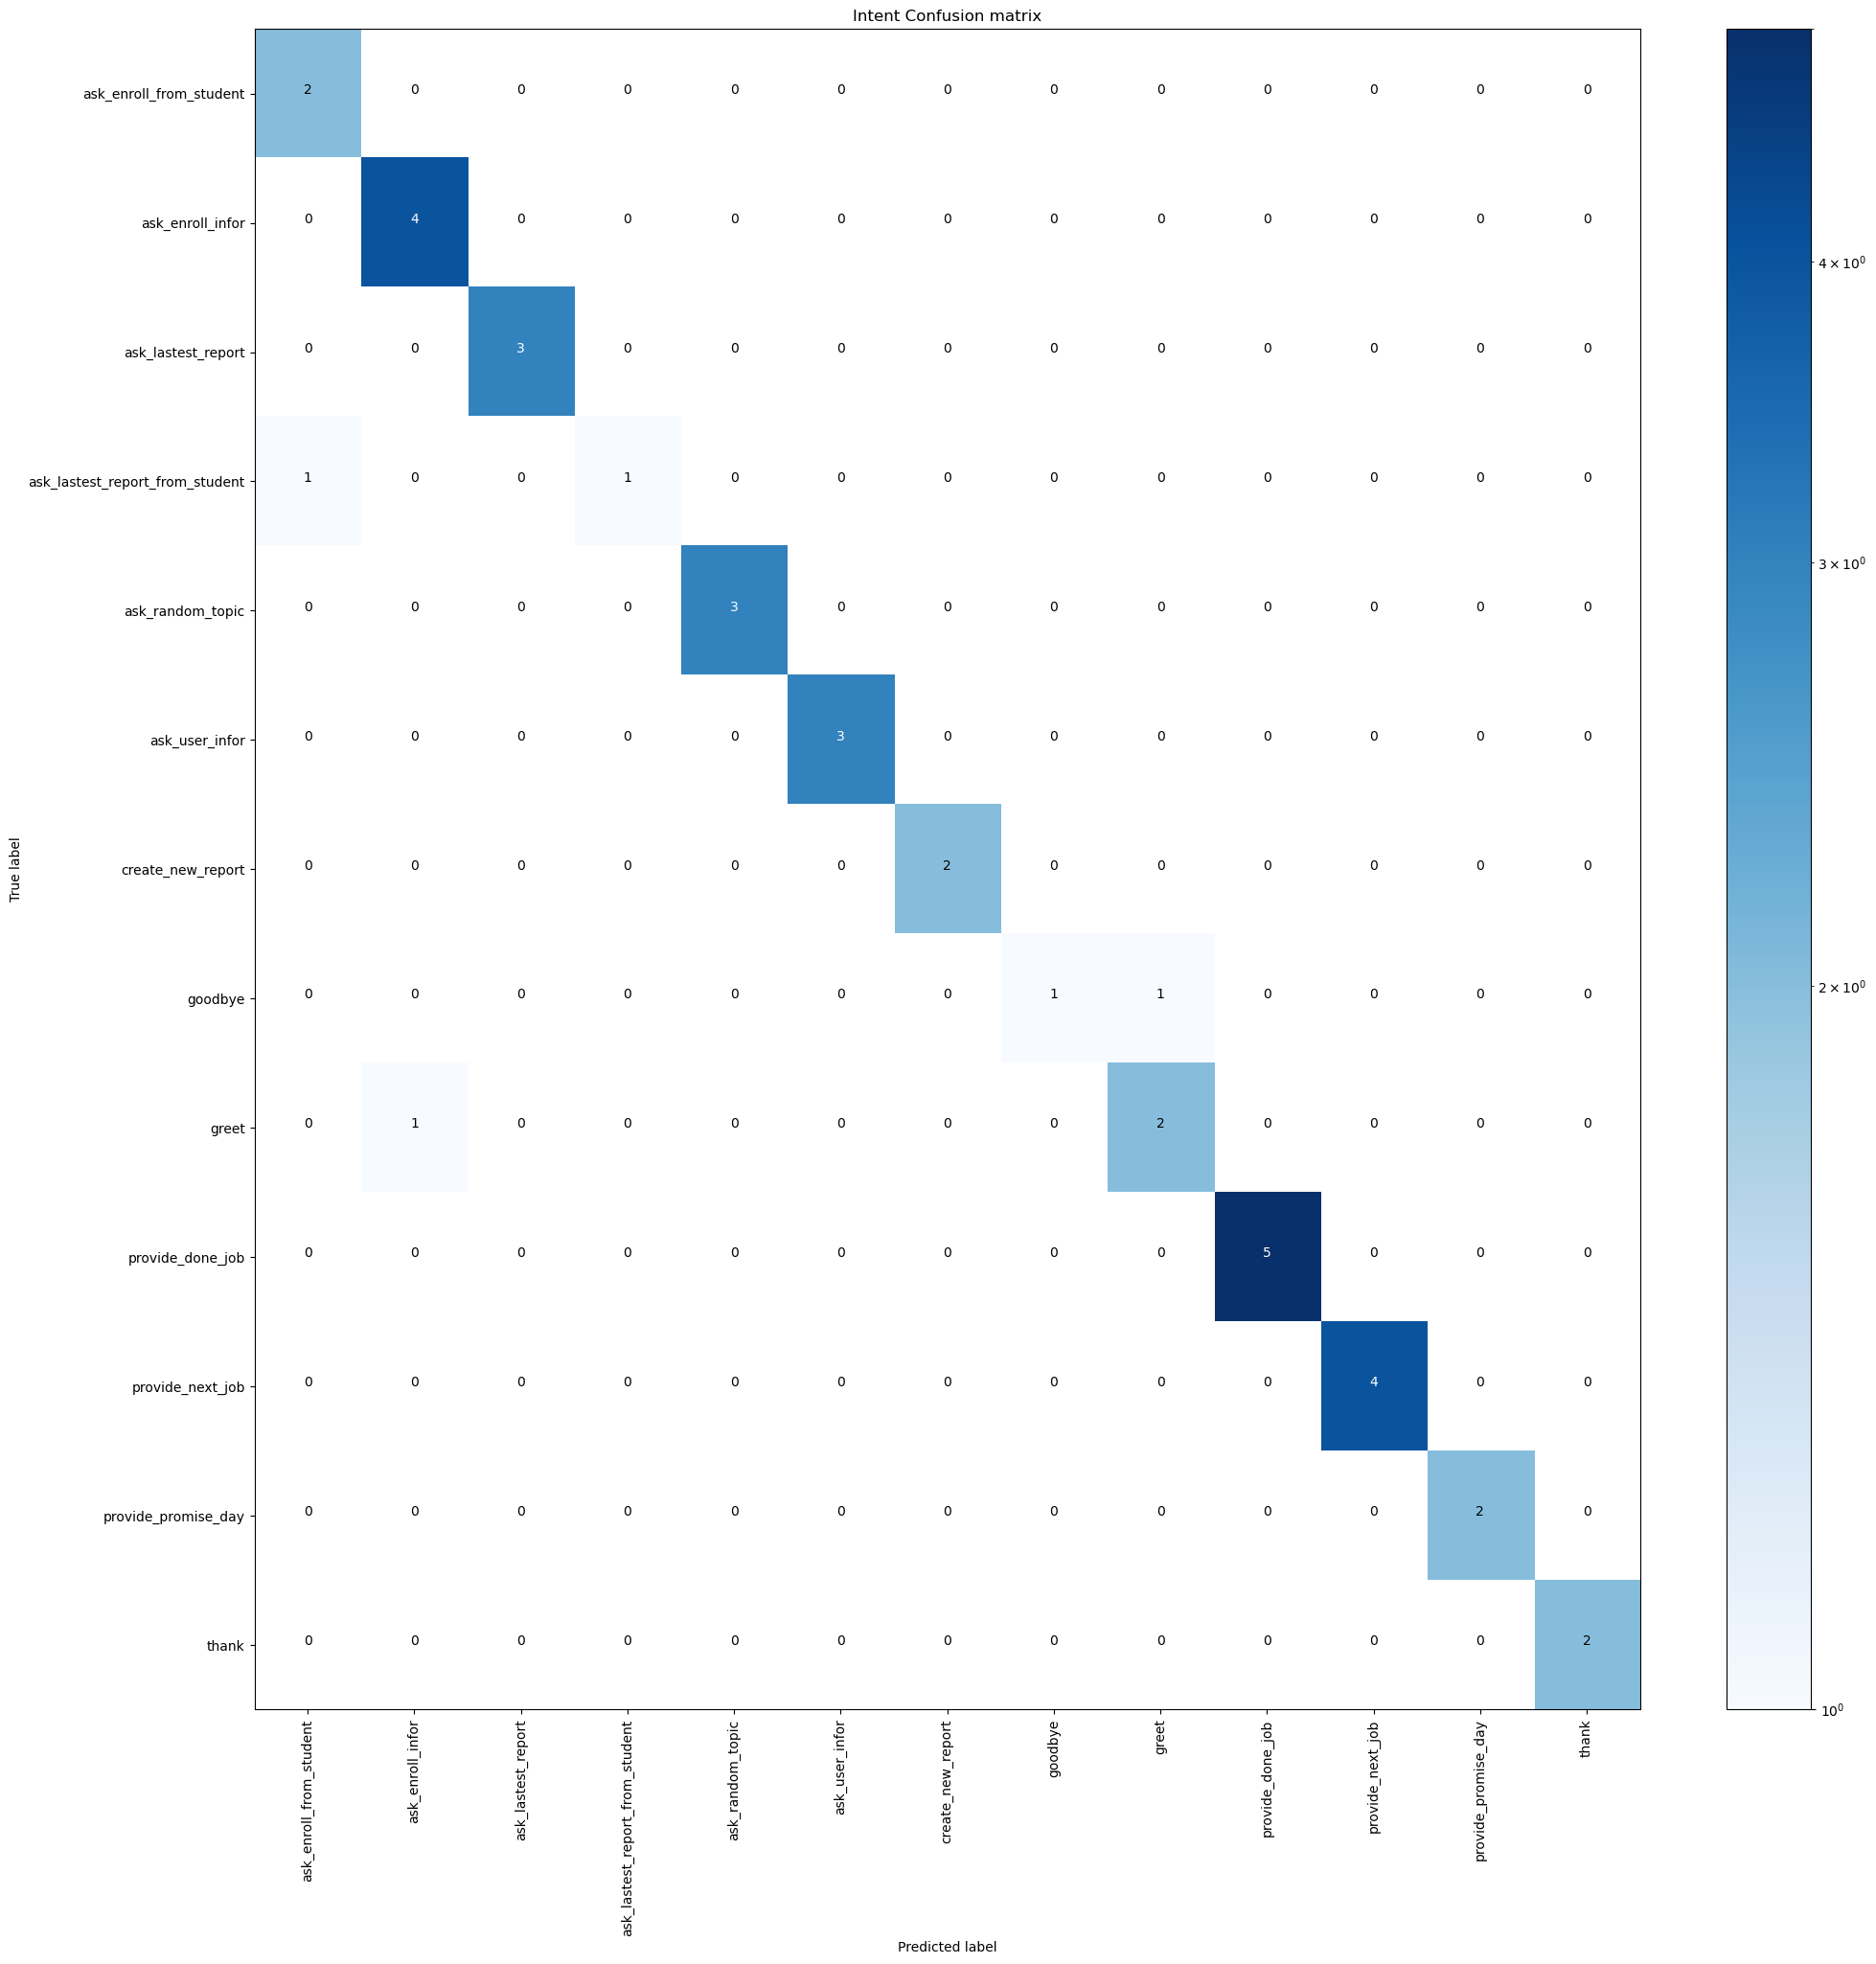 Intent Confusion matrix
ask_enroll_from_student 2 0 0 0 0 0 0 0 0 0 0 0 0
ask_enroll_infor 0 4 0 0 0 0 0 0 0 0 0 0 0
ask_lastest_report 0 0 3 0 0 0 0 0 0 0 0 0 0
ask_lastest_report_from_student 1 0 0 1 0 0 0 0 0 0 0 0 0
ask_random_topic 0 0 0 0 3 0 0 0 0 0 0 0 0
ask_user_infor 0 0 0 0 0 3 0 0 0 0 0 0 0
create_new_report 0 0 0 0 0 0 2 0 0 0 0 0 0
goodbye 0 0 0 0 0 0 0 1 1 0 0 0 0
greet 0 1 0 0 0 0 0 0 2 0 0 0 0
provide_done_job 0 0 0 0 0 0 0 0 0 5 0 0 0
provide_next_job 0 0 0 0 0 0 0 0 0 0 4 0 0
provide_promise_day 0 0 0 0 0 0 0 0 0 0 0 2 0
thank 0 0 0 0 0 0 0 0 0 0 0 0 2
True label
ask_enroll_from_student
ask_enroll_infor
ask_lastest_report
ask_lastest_report_from_student
ask_random_topic
ask_user_infor
create_new_report
goodbye
greet
provide_done_job
provide_next_job
provide_promise_day
thank
Predicted label
4 × 10⁰
3 × 10⁰
2 × 10⁰
10⁰